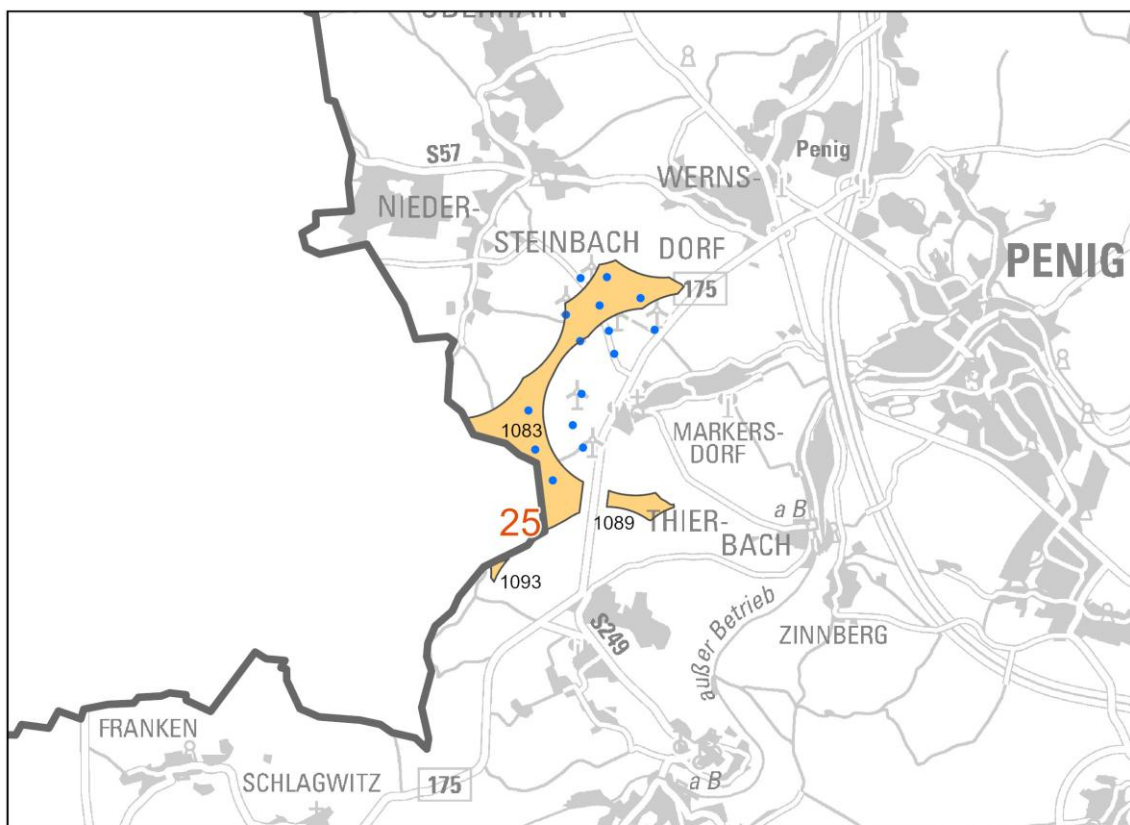 OBERHAIN
S57
Penig
WERNS-
DORF
NIEDER-
STEINBACH
175
PENIG
1083
MARKERS-
DORF
25
1089
a B
THIER-
BACH
1093
S249
außer Betrieb
ZINNBERG
FRANKEN
SCHLAGWITZ
175
a B